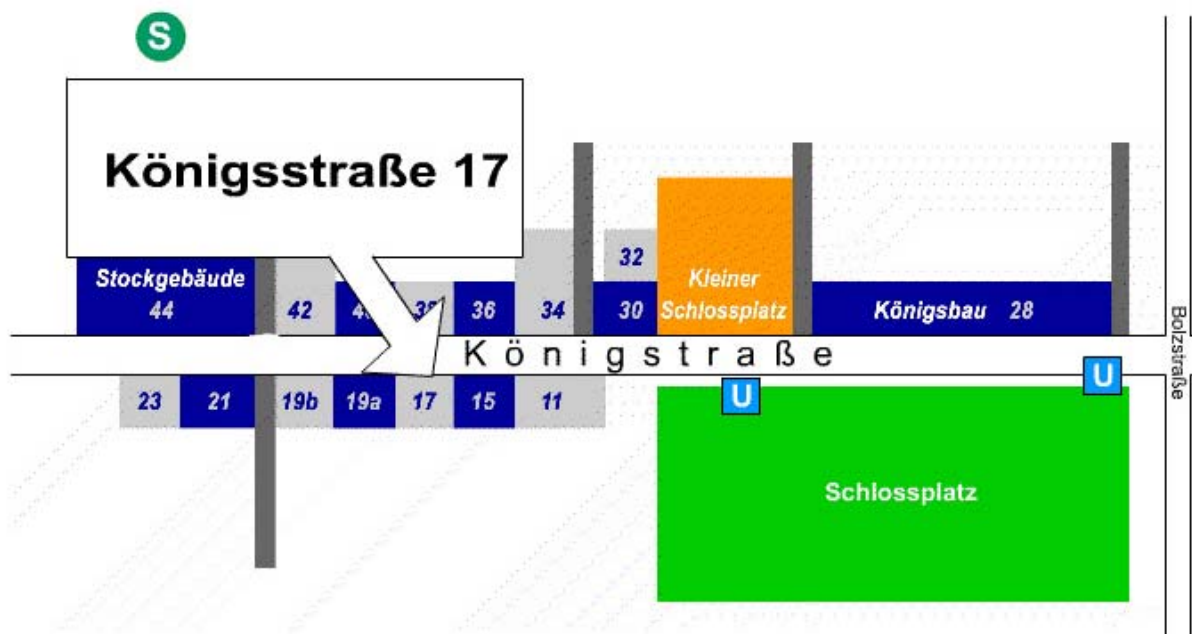 S
Königsstraße 17
32
Stockgebäude
44
42
36
34
30
Kleiner
Schlossplatz
Königsbau 28
Königstraße
Bolzstraße
23 21 19b 19a 17 15 11
U
U
Schlossplatz